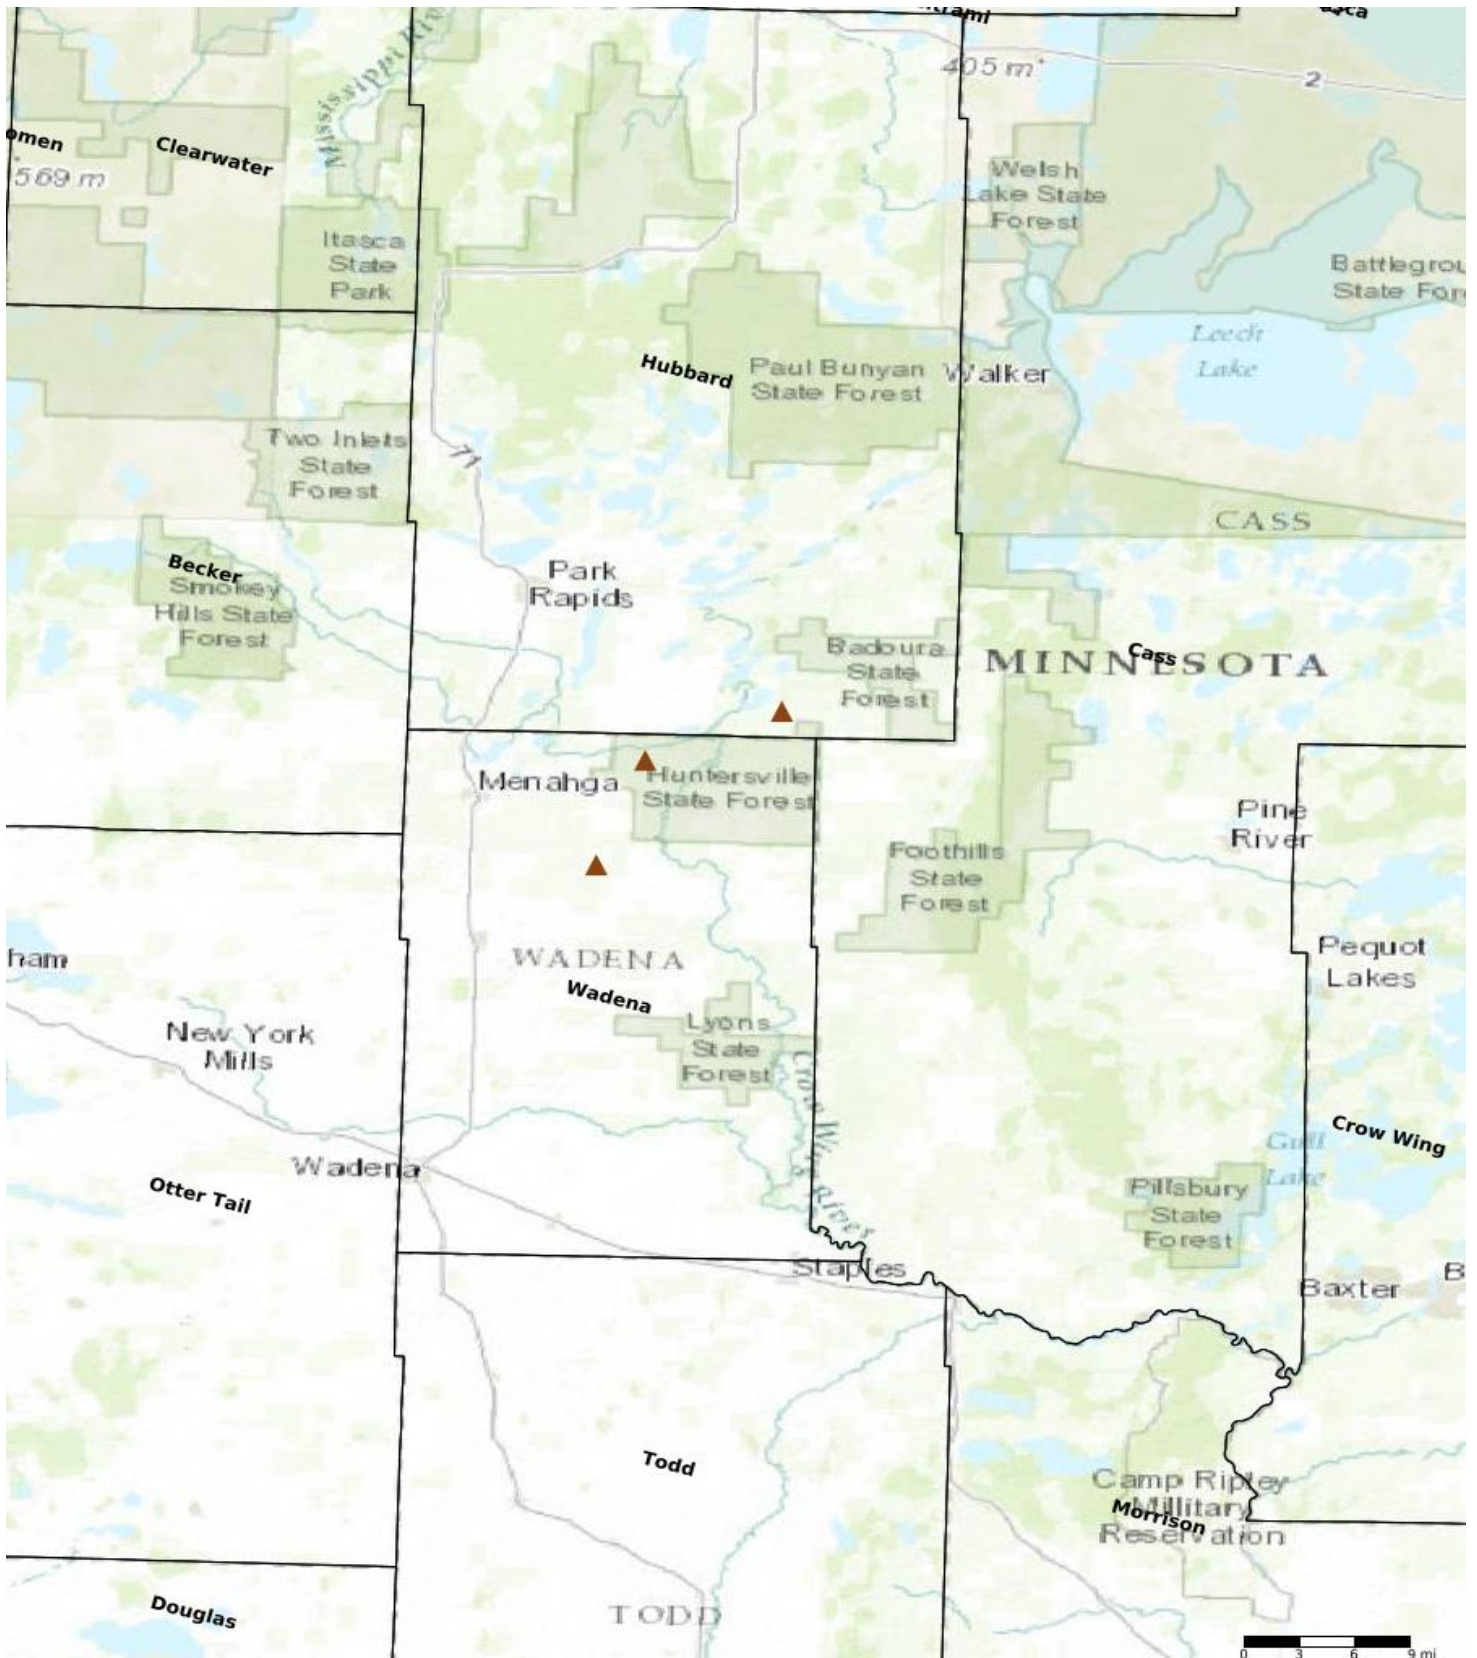 Mississippi Riv
405 m
2
omen
Clearwater
569 m
Welsh
Lake State
Forest
Itasca
State
Park
Battlegrou
State For
Leech
Lake
Hubbard
Paul Bunyan
State Forest
Walker
71
Two Inlets
State
Forest
CASS
Park
Rapids
Becker
Smokey
Hills State
Forest
Badoura
State
Forest
Cass
MINNESOTA
Menahga
Huntersville
State Forest
Pine
River
Foothills
State
Forest
ham
WADENA
Wadena
Pequot
Lakes
New York
Mills
Lyons
State
Forest
Crow Wing River
Crow Wing
Gull
Lake
Wadena
Otter Tail
Pillsbury
State
Forest
Staples
Baxter
B
Todd
Camp Ripley
Military
Reservation
Morrison
Douglas
TODD
0 3 6 9 mi